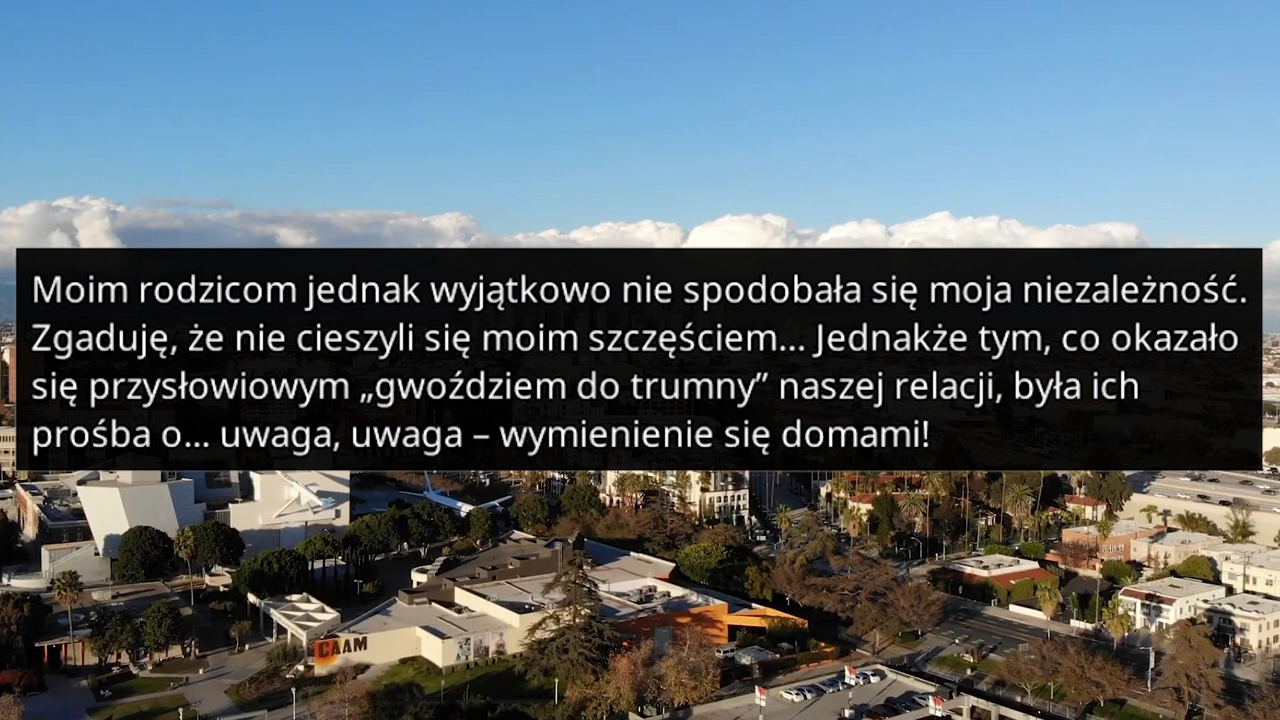 Moim rodzicom jednak wyjątkowo nie spodobała się moja niezależność.
Zgaduję, że nie cieszyli się moim szczęściem... Jednakże tym, co okazało
się przysłowiowym „gwoździem do trumny” naszej relacji, była ich
prośba o... uwaga, uwaga – wymienienie się domami!
CAAM